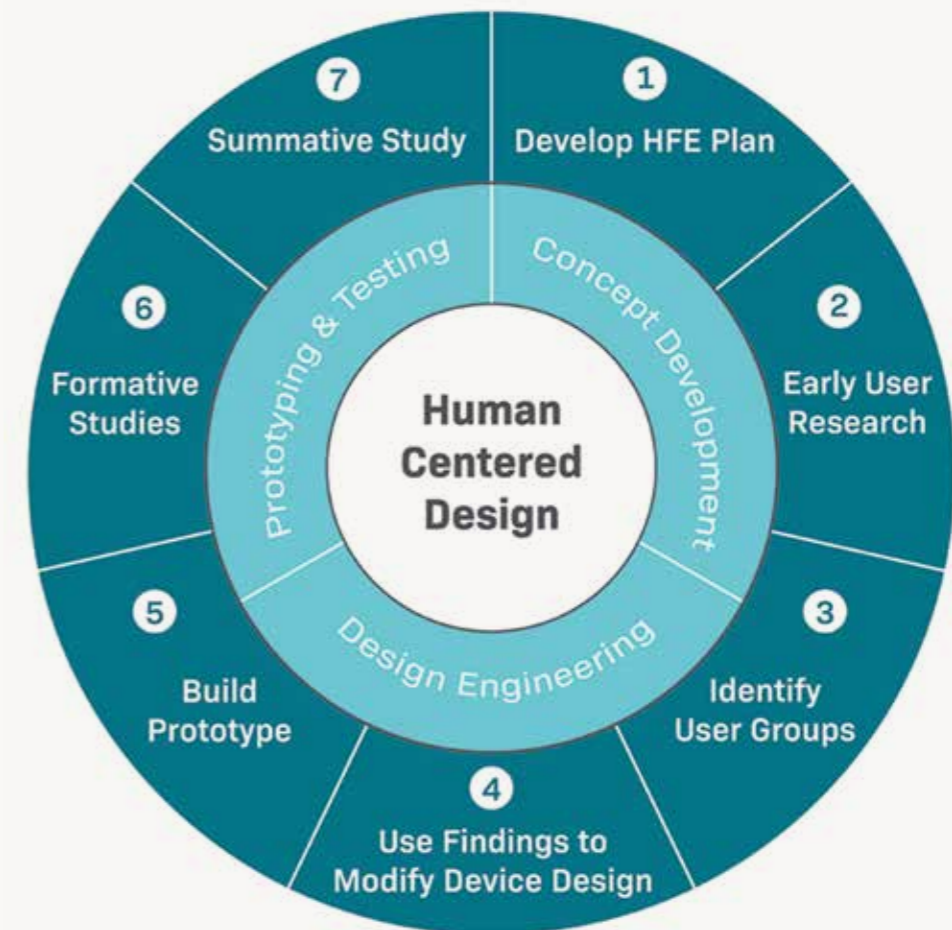 Human
Centered
Design
Concept Development
Design Engineering
Prototyping & Testing
1
Develop HFE Plan
2
Early User
Research
3
Identify
User Groups
4
Use Findings to
Modify Device Design
5
Build
Prototype
6
Formative
Studies
7
Summative Study